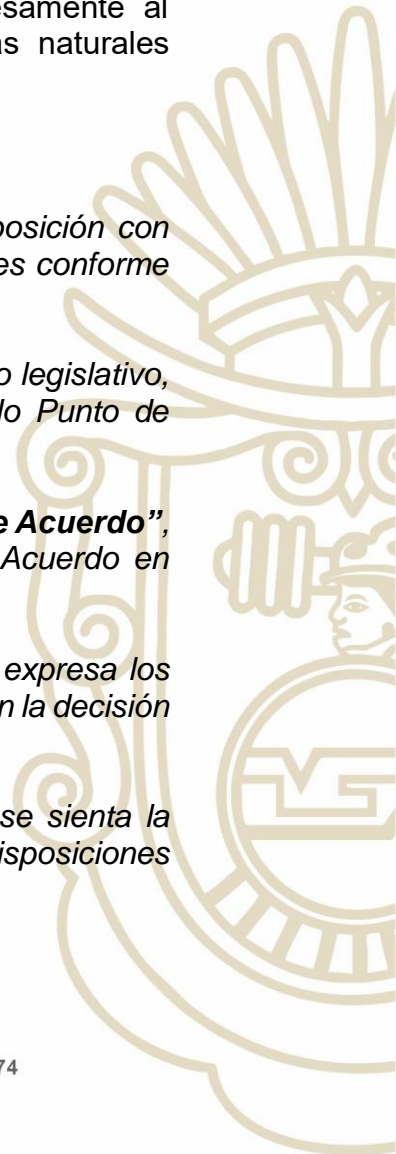 esamente al
as naturales
posición con
es conforme
o legislativo,
lo Punto de
e Acuerdo”,
Acuerdo en
expresa los
n la decisión
se sienta la
isposiciones
74